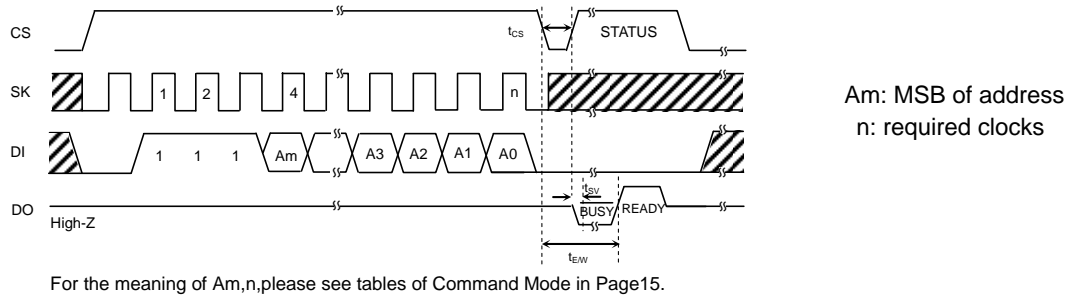 CS
tCS
STATUS
SK
1 2 4 n
DI
1 1 1 Am A3 A2 A1 A0
tSV
DO
High-Z
BUSY READY
tE/W
Am: MSB of address
n: required clocks
For the meaning of Am,n,please see tables of Command Mode in Page15.